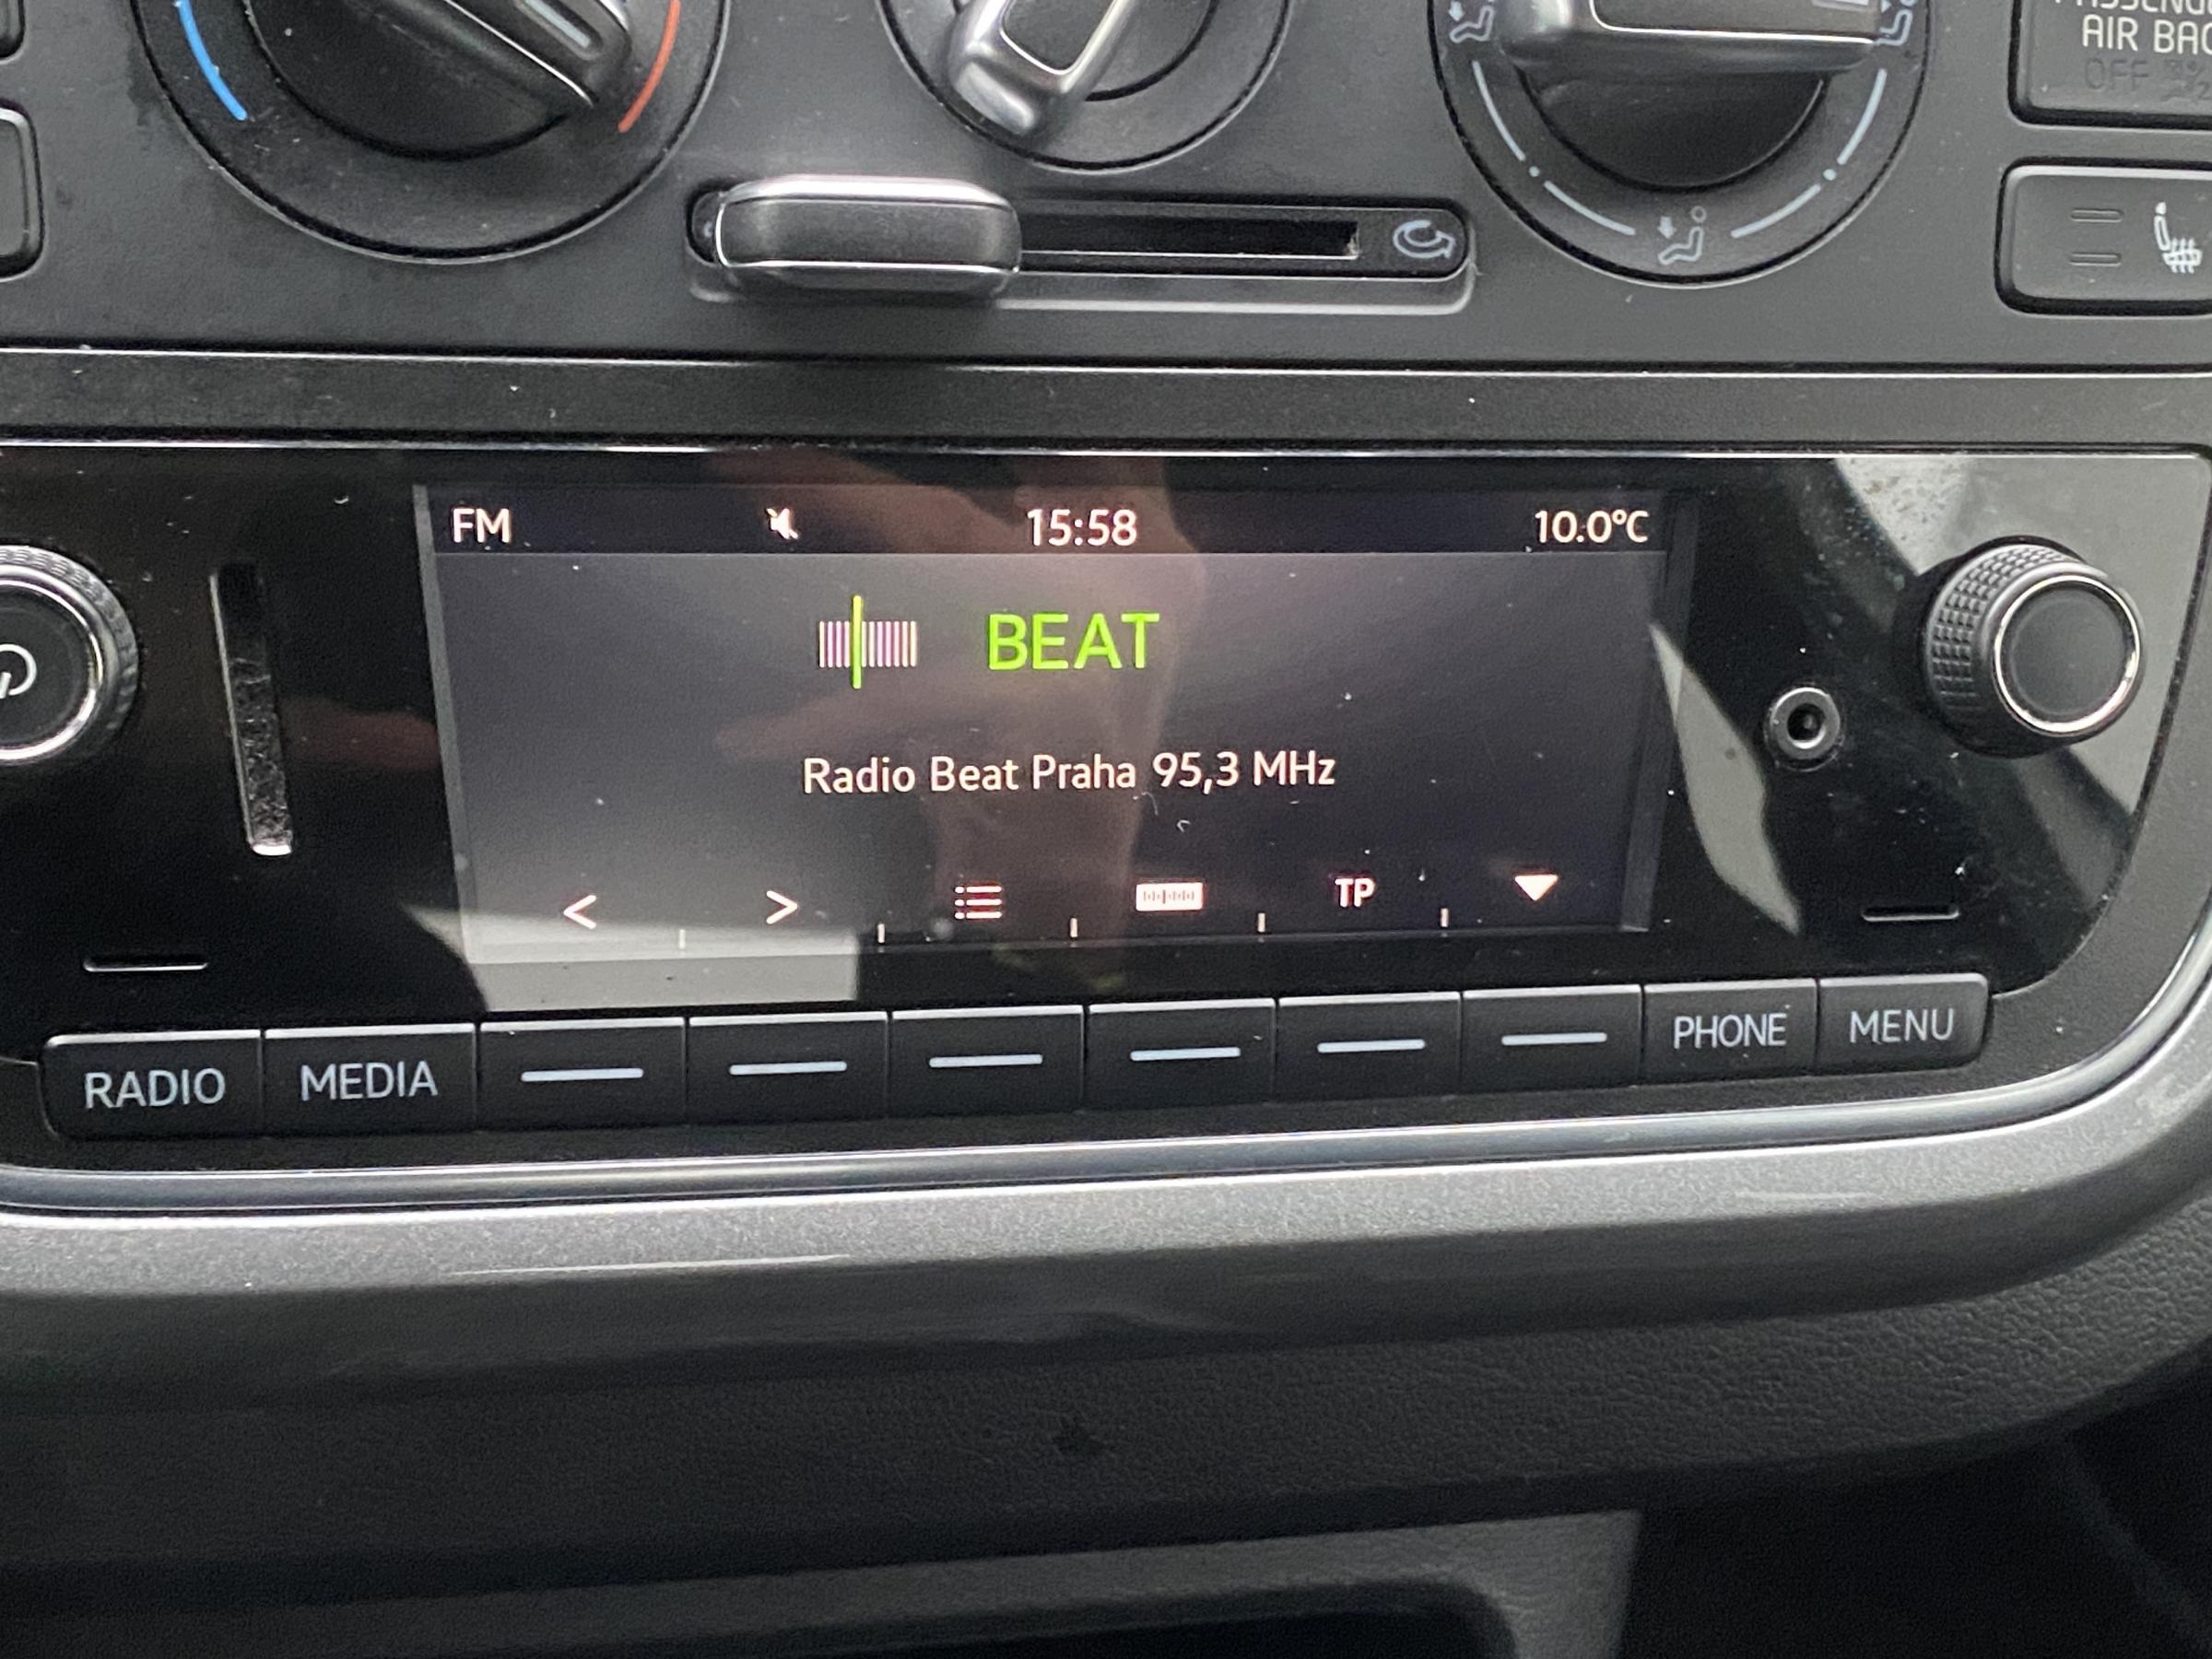 AIR BAG
OFF
FM 15:58 10.0°C
BEAT
Radio Beat Praha 95,3 MHz
< > TP
RADIO MEDIA PHONE MENU